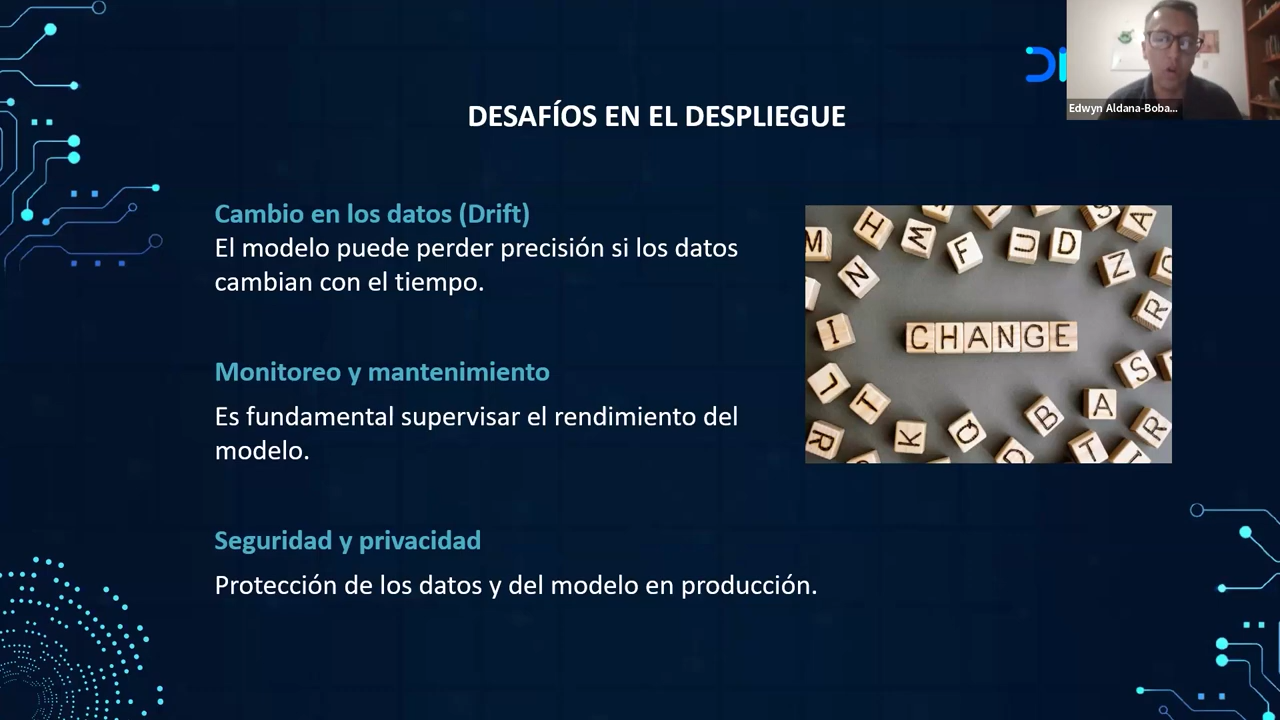 DESAFÍOS EN EL DESPLIEGUE
Edwyn Aldana-Boba...
Cambio en los datos (Drift)
El modelo puede perder precisión si los datos
cambian con el tiempo.
CHANGE
Monitoreo y mantenimiento
Es fundamental supervisar el rendimiento del
modelo.
Seguridad y privacidad
Protección de los datos y del modelo en producción.